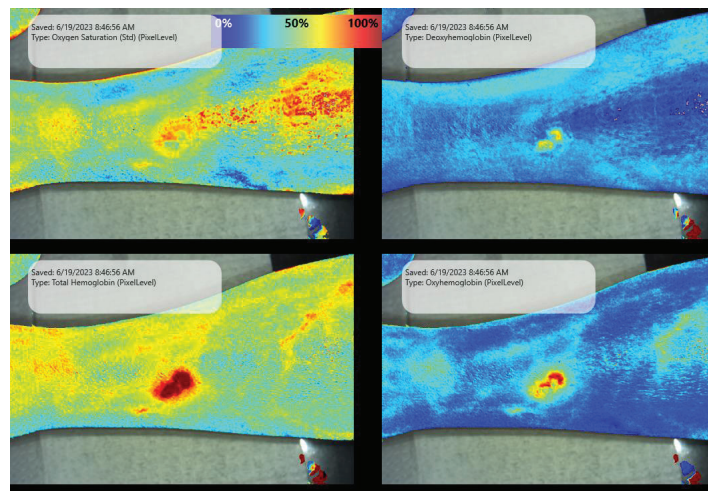 Saved: 6/19/2023 8:46:56 AM
Type: Oxygen Saturation (Std) (PixelLevel)
0%
50%
100%
Saved: 6/19/2023 8:46:56 AM
Type: Deoxyhemoglobin (PixelLevel)
Saved: 6/19/2023 8:46:56 AM
Type: Total Hemoglobin (PixelLevel)
Saved: 6/19/2023 8:46:56 AM
Type: Oxyhemoglobin (PixelLevel)